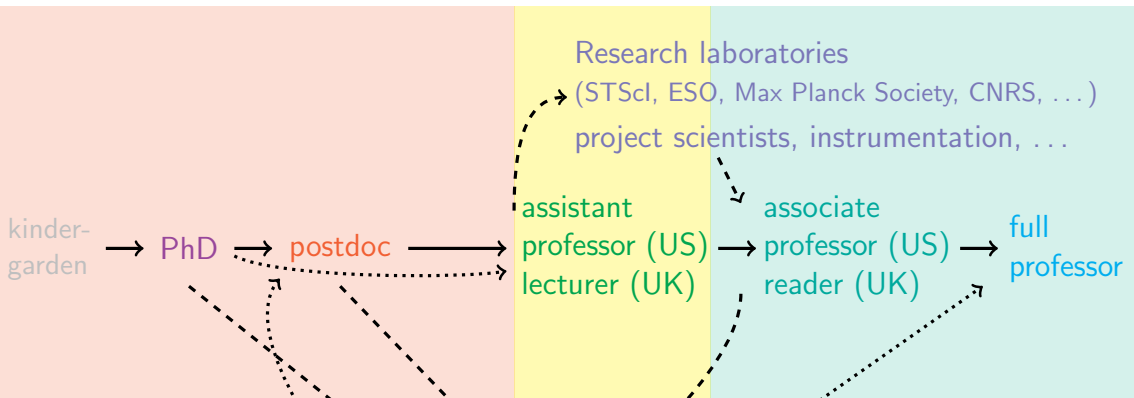 Research laboratories
(STScI, ESO, Max Planck Society, CNRS, ...)
project scientists, instrumentation, ...
kinder-
garden
PhD
postdoc
assistant
professor (US)
lecturer (UK)
associate
professor (US)
reader (UK)
full
professor